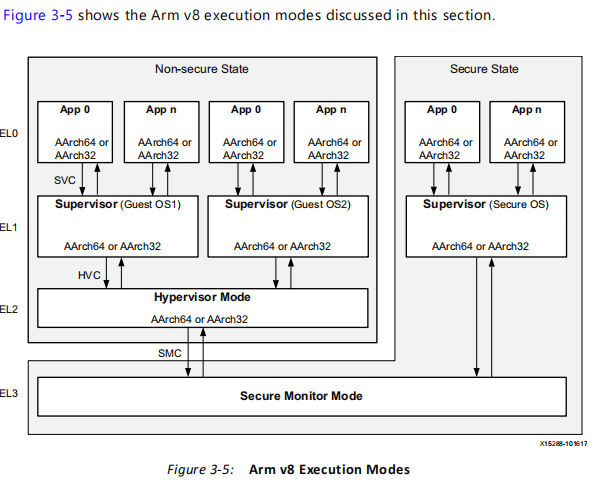 Figure 3-5 shows the Arm v8 execution modes discussed in this section.
Non-secure State
Secure State
EL0
App 0
AArch64 or
AArch32
App n
AArch64 or
AArch32
App 0
AArch64 or
AArch32
App n
AArch64 or
AArch32
App 0
AArch64 or
AArch32
App n
AArch64 or
AArch32
SVC
EL1
Supervisor (Guest OS1)
AArch64 or AArch32
Supervisor (Guest OS2)
AArch64 or AArch32
Supervisor (Secure OS)
AArch64 or AArch32
HVC
EL2
Hypervisor Mode
AArch64 or AArch32
SMC
EL3
Secure Monitor Mode
X15288-101617
Figure 3-5: Arm v8 Execution Modes